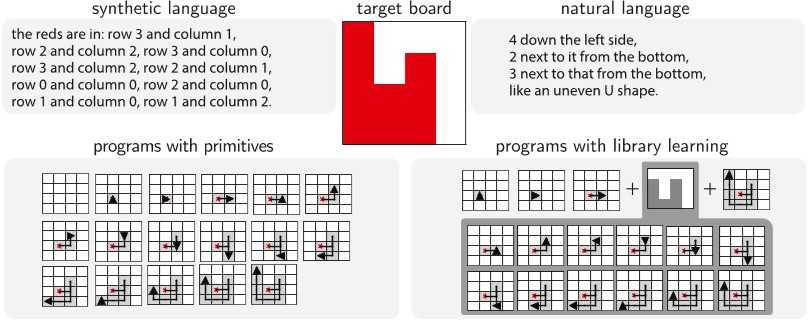 synthetic language
the reds are in: row 3 and column 1,
row 2 and column 2, row 3 and column 0,
row 3 and column 2, row 2 and column 1,
row 0 and column 0, row 2 and column 0,
row 1 and column 0, row 1 and column 2.
target board
natural language
4 down the left side,
2 next to it from the bottom,
3 next to that from the bottom,
like an uneven U shape.
programs with primitives
programs with library learning
+ +